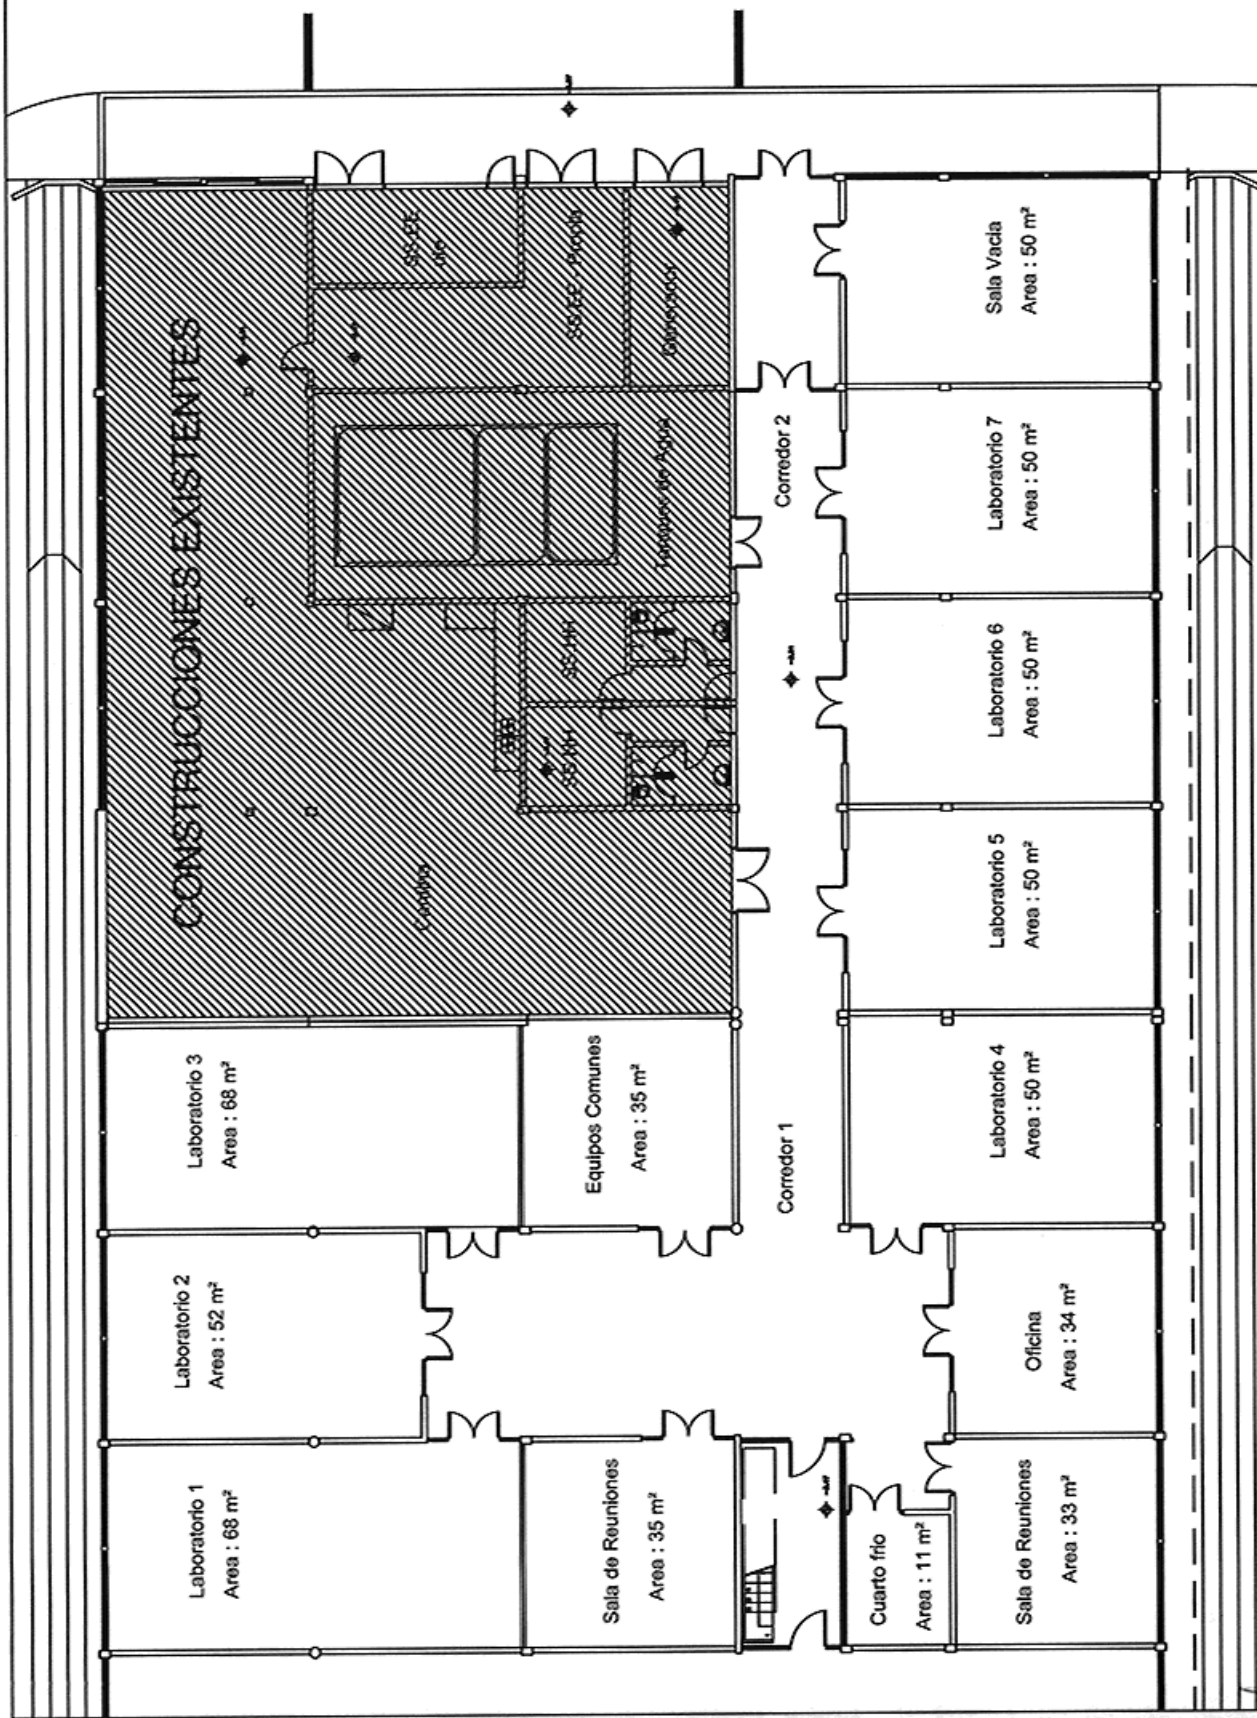 CONSTRUCCIONES EXISTENTES
Laboratorio 1
Area : 68 m²
Laboratorio 2
Area : 52 m²
Laboratorio 3
Area : 68 m²
Cantina
SS.EE
Ute
SS.EE - Propia
Generador
Tanques de Agua
SS.HH
SS.HH
Sala de Reuniones
Area : 35 m²
Equipos Comunes
Area : 35 m²
Corredor 1
Corredor 2
Cuarto frio
Area : 11 m²
Sala de Reuniones
Area : 33 m²
Oficina
Area : 34 m²
Laboratorio 4
Area : 50 m²
Laboratorio 5
Area : 50 m²
Laboratorio 6
Area : 50 m²
Laboratorio 7
Area : 50 m²
Sala Vacia
Area : 50 m²